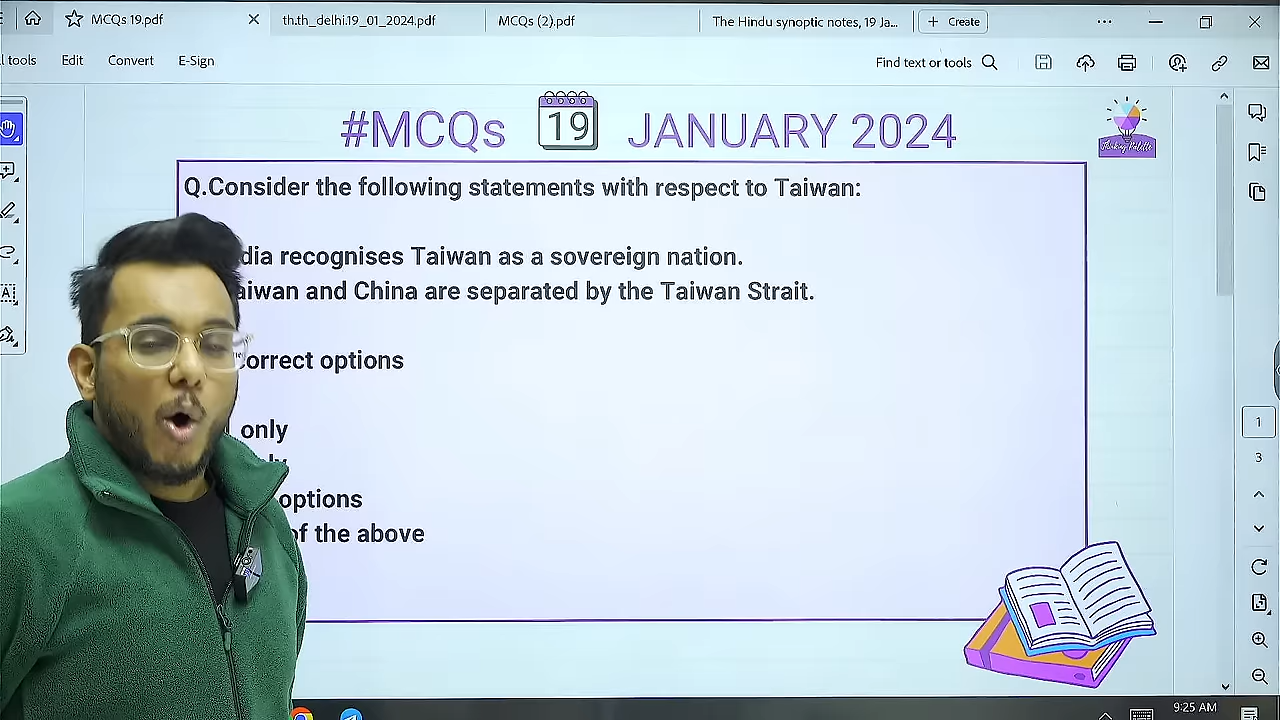 MCQs 19.pdf
th.th_delhi.19_01_2024.pdf
MCQs (2).pdf
The Hindu synoptic notes, 19 Ja...
+ Create
l tools
Edit
Convert
E-Sign
Find text or tools
#MCQs 19 JANUARY 2024
Thinking Palette
Q.Consider the following statements with respect to Taiwan:
dia recognises Taiwan as a sovereign nation.
aiwan and China are separated by the Taiwan Strait.
correct options
only
options
of the above
1
3
9:25 AM